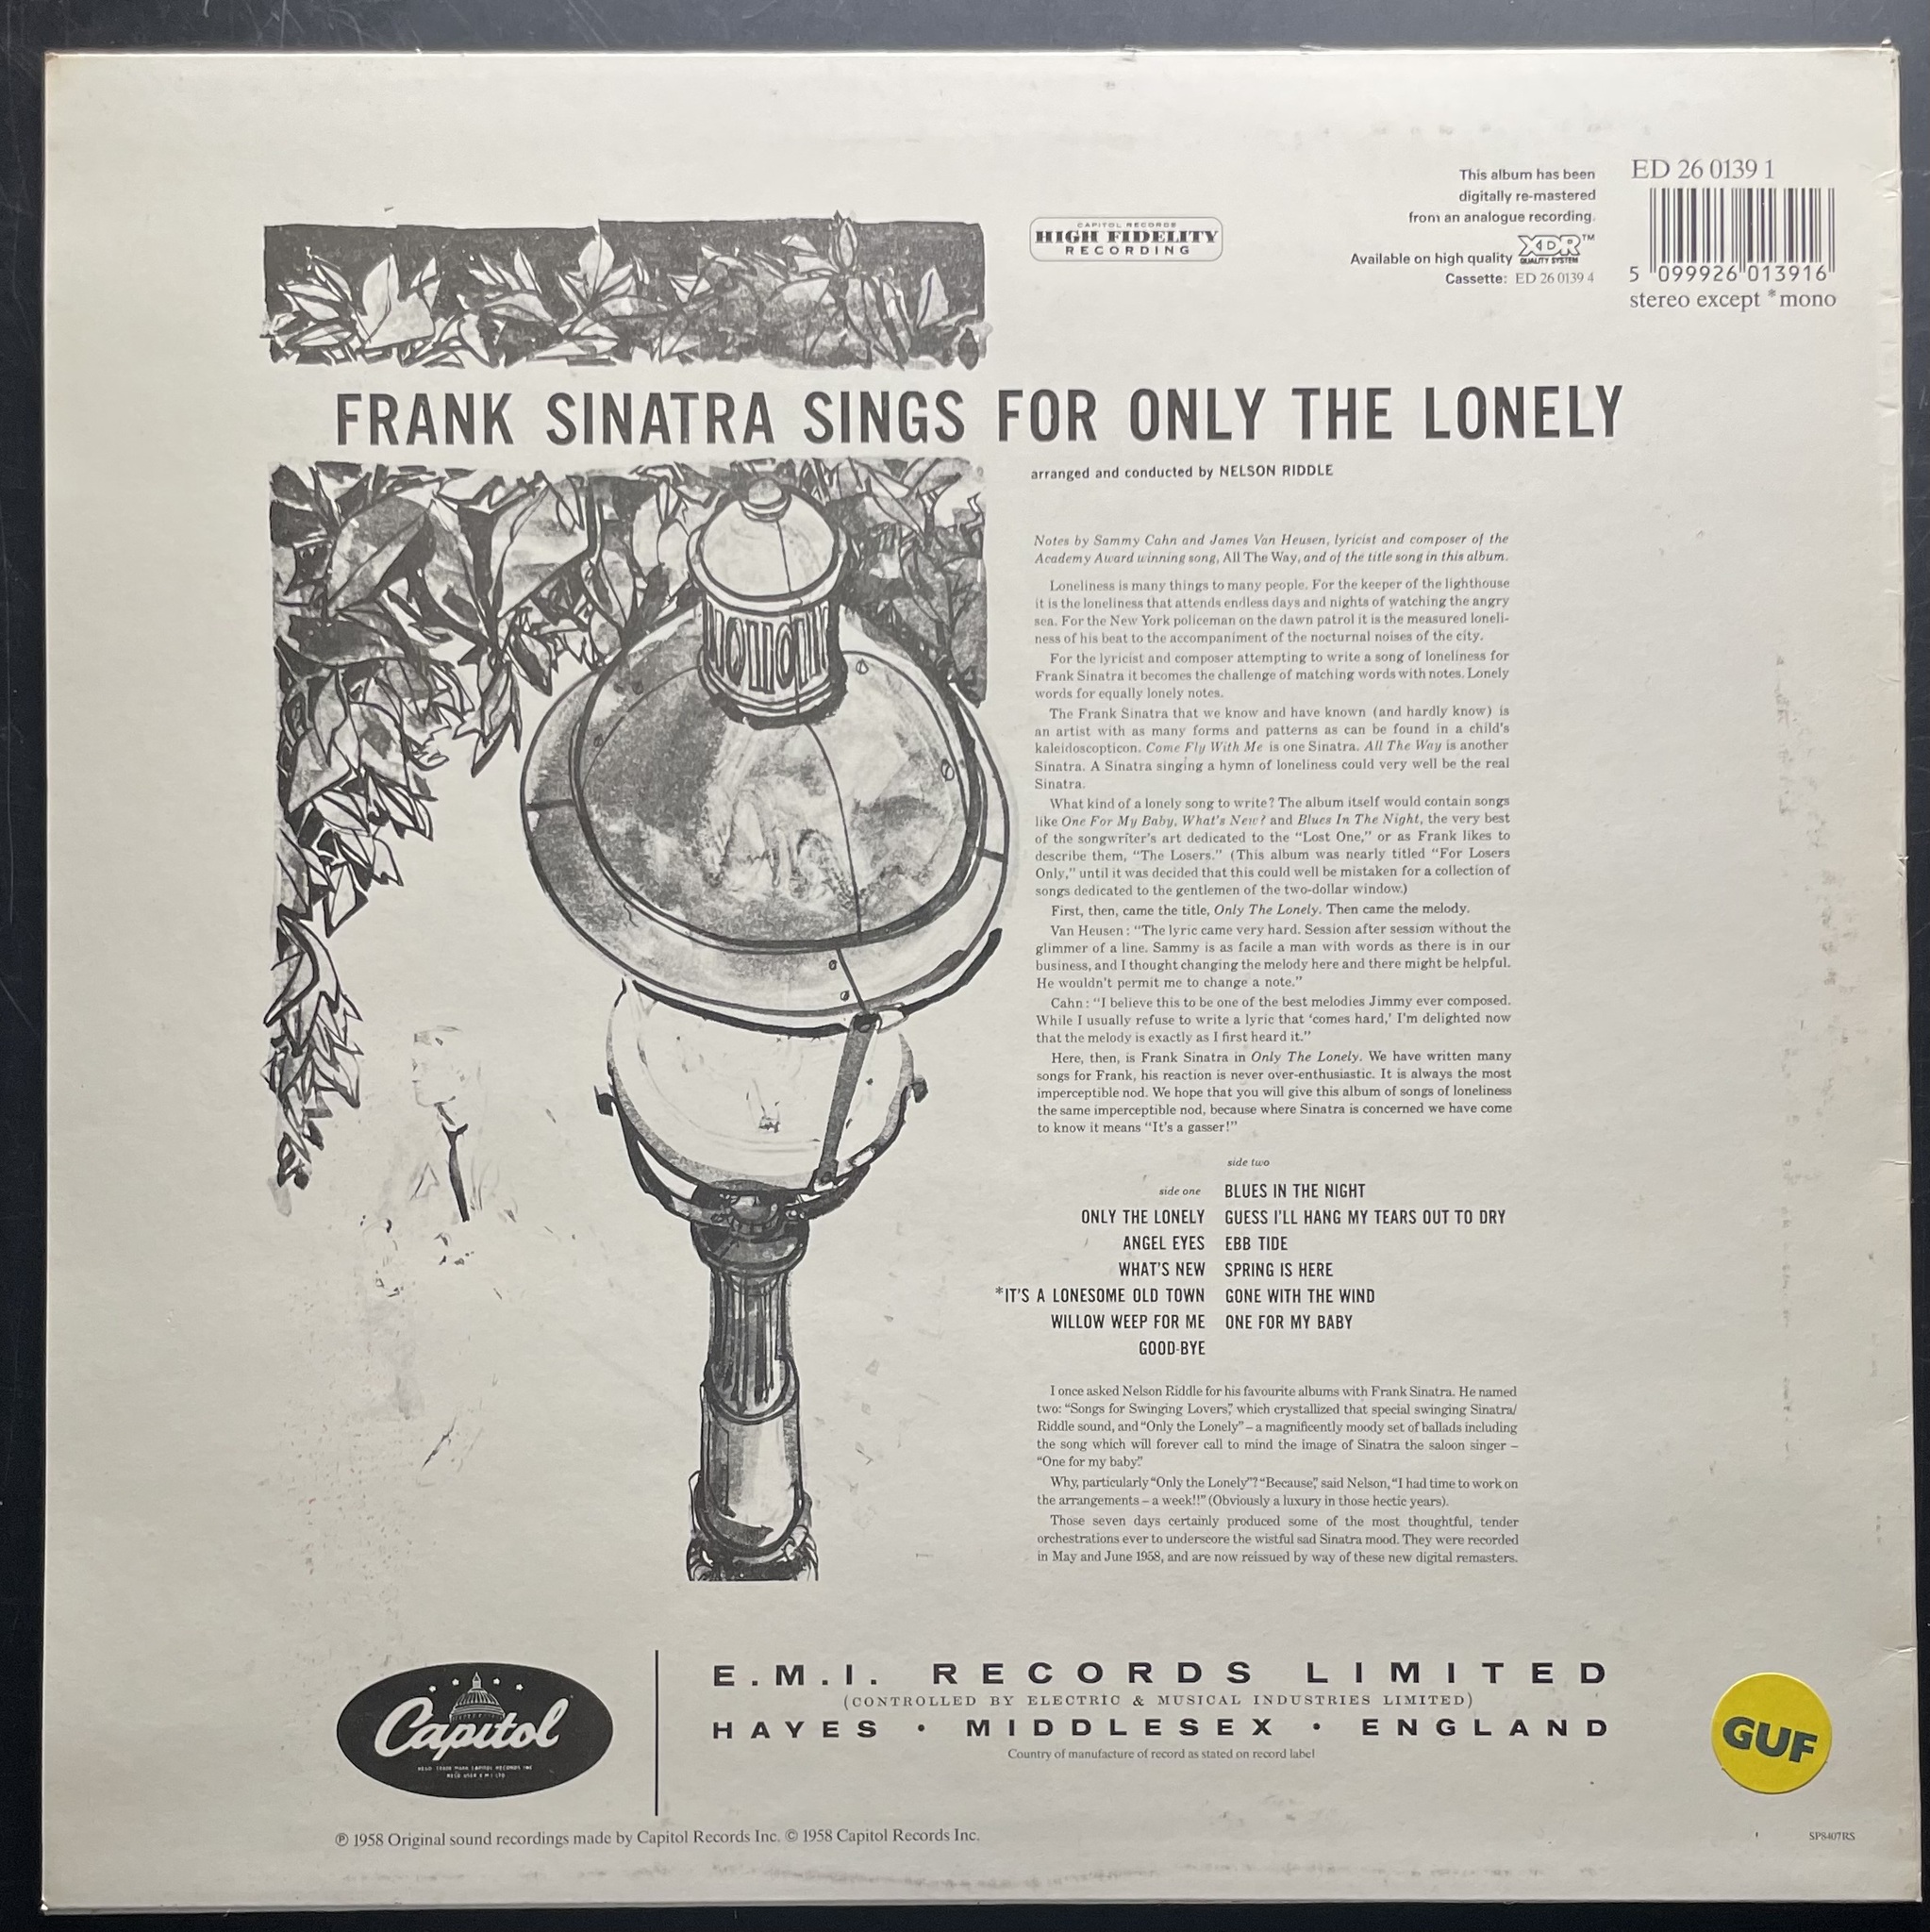 This album has been
digitally re-mastered
from an analogue recording.
Available on high quality XDR™
QUALITY SYSTEM
Cassette: ED 26 0139 4
ED 26 0139 1
5 099926 013916
stereo except *mono
CAPITOL RECORDS
HIGH FIDELITY
RECORDING
FRANK SINATRA SINGS FOR ONLY THE LONELY
arranged and conducted by NELSON RIDDLE
Notes by Sammy Cahn and James Van Heusen, lyricist and composer of the
Academy Award winning song, All The Way, and of the title song in this album.
Loneliness is many things to many people. For the keeper of the lighthouse
it is the loneliness that attends endless days and nights of watching the angry
sea. For the New York policeman on the dawn patrol it is the measured loneli-
ness of his beat to the accompaniment of the nocturnal noises of the city.
For the lyricist and composer attempting to write a song of loneliness for
Frank Sinatra it becomes the challenge of matching words with notes. Lonely
words for equally lonely notes.
The Frank Sinatra that we know and have known (and hardly know) is
an artist with as many forms and patterns as can be found in a child's
kaleidoscopticon. Come Fly With Me is one Sinatra. All The Way is another
Sinatra. A Sinatra singing a hymn of loneliness could very well be the real
Sinatra.
What kind of a lonely song to write? The album itself would contain songs
like One For My Baby, What's New? and Blues In The Night, the very best
of the songwriter's art dedicated to the "Lost One," or as Frank likes to
describe them, "The Losers." (This album was nearly titled "For Losers
Only," until it was decided that this could well be mistaken for a collection of
songs dedicated to the gentlemen of the two-dollar window.)
First, then, came the title, Only The Lonely. Then came the melody.
Van Heusen: "The lyric came very hard. Session after session without the
glimmer of a line. Sammy is as facile a man with words as there is in our
business, and I thought changing the melody here and there might be helpful.
He wouldn't permit me to change a note."
Cahn: "I believe this to be one of the best melodies Jimmy ever composed.
While I usually refuse to write a lyric that 'comes hard,' I'm delighted now
that the melody is exactly as I first heard it."
Here, then, is Frank Sinatra in Only The Lonely. We have written many
songs for Frank, his reaction is never over-enthusiastic. It is always the most
imperceptible nod. We hope that you will give this album of songs of loneliness
the same imperceptible nod, because where Sinatra is concerned we have come
to know it means "It's a gasser!"
side one
ONLY THE LONELY
ANGEL EYES
WHAT'S NEW
*IT'S A LONESOME OLD TOWN
WILLOW WEEP FOR ME
GOOD-BYE
side two
BLUES IN THE NIGHT
GUESS I'LL HANG MY TEARS OUT TO DRY
EBB TIDE
SPRING IS HERE
GONE WITH THE WIND
ONE FOR MY BABY
I once asked Nelson Riddle for his favourite albums with Frank Sinatra. He named
two: "Songs for Swinging Lovers," which crystallized that special swinging Sinatra/
Riddle sound, and "Only the Lonely" – a magnificently moody set of ballads including
the song which will forever call to mind the image of Sinatra the saloon singer –
"One for my baby."
Why, particularly "Only the Lonely"? "Because," said Nelson, "I had time to work on
the arrangements – a week!!" (Obviously a luxury in those hectic years).
Those seven days certainly produced some of the most thoughtful, tender
orchestrations ever to underscore the wistful sad Sinatra mood. They were recorded
in May and June 1958, and are now reissued by way of these new digital remasters.
Capitol
REGD TRADE MARK CAPITOL RECORDS INC
REGD USER E M I LTD
E.M.I. RECORDS LIMITED
(CONTROLLED BY ELECTRIC & MUSICAL INDUSTRIES LIMITED)
HAYES • MIDDLESEX • ENGLAND
Country of manufacture of record as stated on record label
GUF
℗ 1958 Original sound recordings made by Capitol Records Inc. © 1958 Capitol Records Inc.
SP8407RS